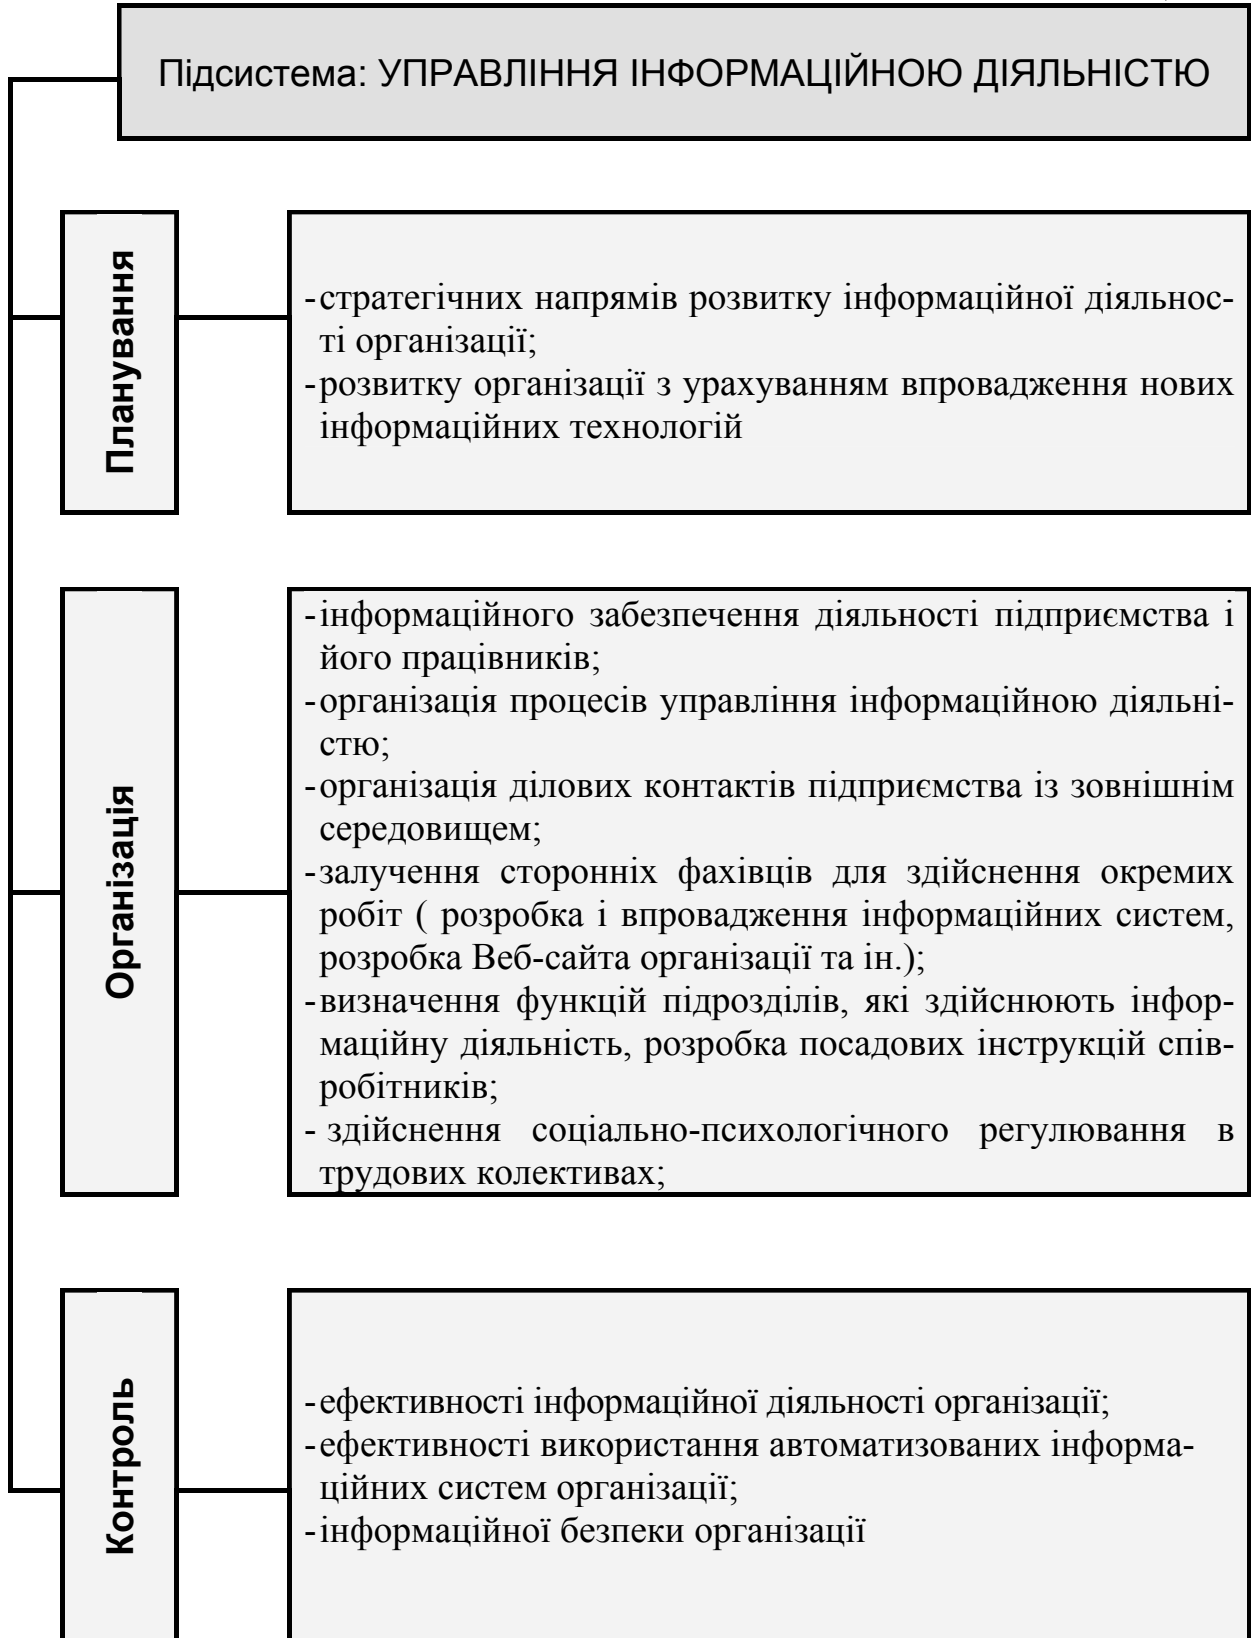 Підсистема: УПРАВЛІННЯ ІНФОРМАЦІЙНОЮ ДІЯЛЬНІСТЮ
Планування
-стратегічних напрямів розвитку інформаційної діяльнос-
ті організації;
-розвитку організації з урахуванням впровадження нових
інформаційних технологій
Організація
-інформаційного забезпечення діяльності підприємства і
його працівників;
-організація процесів управління інформаційною діяльні-
стю;
-організація ділових контактів підприємства із зовнішнім
середовищем;
-залучення сторонніх фахівців для здійснення окремих
робіт ( розробка і впровадження інформаційних систем,
розробка Веб-сайта організації та ін.);
-визначення функцій підрозділів, які здійснюють інфор-
маційну діяльність, розробка посадових інструкцій спів-
робітників;
- здійснення соціально-психологічного регулювання в
трудових колективах;
Контроль
-ефективності інформаційної діяльності організації;
-ефективності використання автоматизованих інформа-
ційних систем організації;
-інформаційної безпеки організації